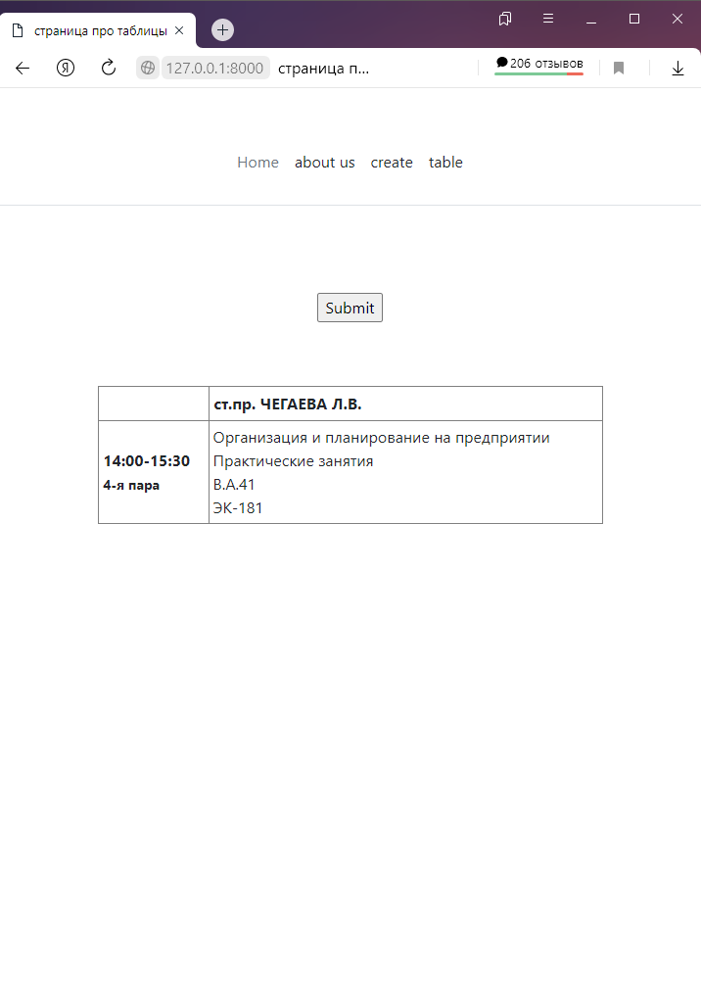 страница про таблицы
Я
127.0.0.1:8000 страница п... 206 отзывов
Home about us create table
Submit
ст.пр. ЧЕГАЕВА Л.В.
14:00-15:30
4-я пара
Организация и планирование на предприятии
Практические занятия
В.А.41
ЭК-181